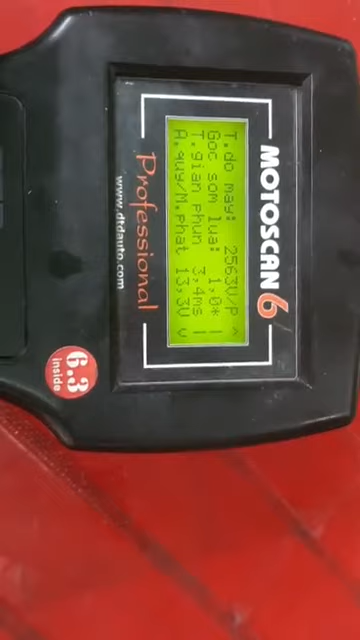 MOTOSCAN 6
T.do may: 2563V/P ^
Goc som lua: 1,0*
T.gian phun 3,4ms
A.quy/M.phat 13,3V v
Professional
www.dtdauto.com
6.3
inside